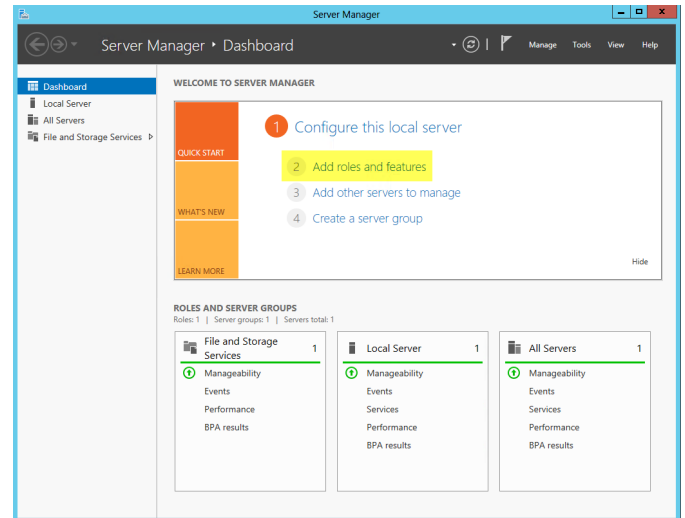 Server Manager
Server Manager • Dashboard
Manage Tools View Help
Dashboard
Local Server
All Servers
File and Storage Services
WELCOME TO SERVER MANAGER
QUICK START
WHAT'S NEW
LEARN MORE
1 Configure this local server
2 Add roles and features
3 Add other servers to manage
4 Create a server group
Hide
ROLES AND SERVER GROUPS
Roles: 1 | Server groups: 1 | Servers total: 1
File and Storage
Services 1
Manageability
Events
Performance
BPA results
Local Server 1
Manageability
Events
Services
Performance
BPA results
All Servers 1
Manageability
Events
Services
Performance
BPA results